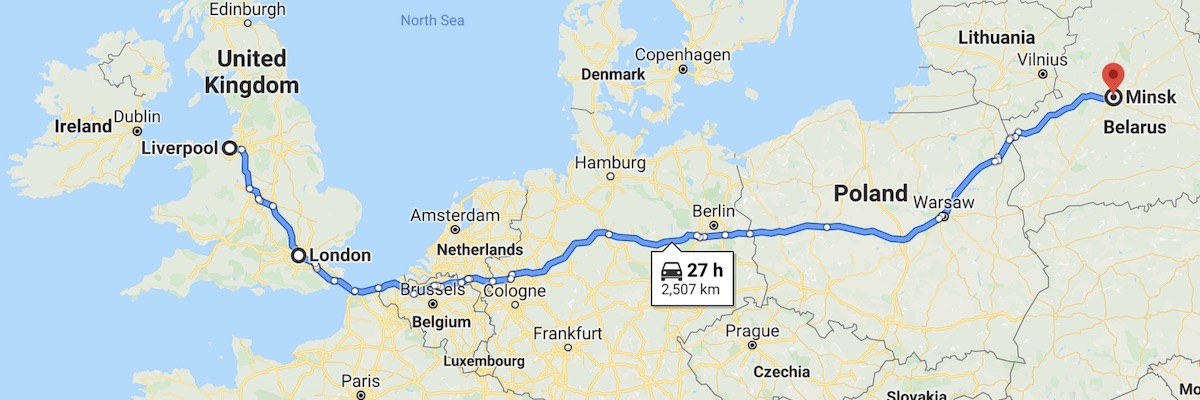 Edinburgh
North Sea
United
Kingdom
Copenhagen
Denmark
Lithuania
Vilnius
Minsk
Belarus
Dublin
Ireland
Liverpool
Hamburg
Poland
Warsaw
Amsterdam
Netherlands
Berlin
London
27 h
2,507 km
Brussels
Cologne
Belgium
Frankfurt
Prague
Luxembourg
Czechia
Paris
Slovakia
Mo